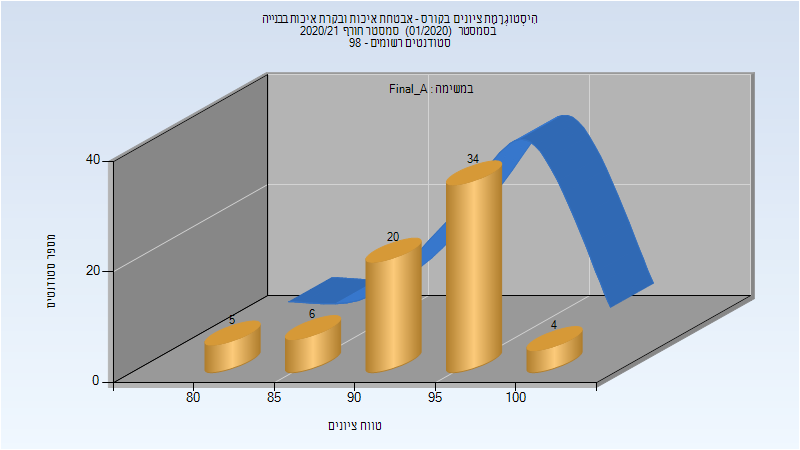 היסטוגרמת ציונים בקורס - אבטחת איכות ובקרת איכות בבנייה
בסמסטר (01/2020) סמסטר חורף 2020/21
סטודנטים רשומים - 98
במשימה : Final_A
מספר סטודנטים
40
20
0
5
6
20
34
4
80
85
90
95
100
טווח ציונים